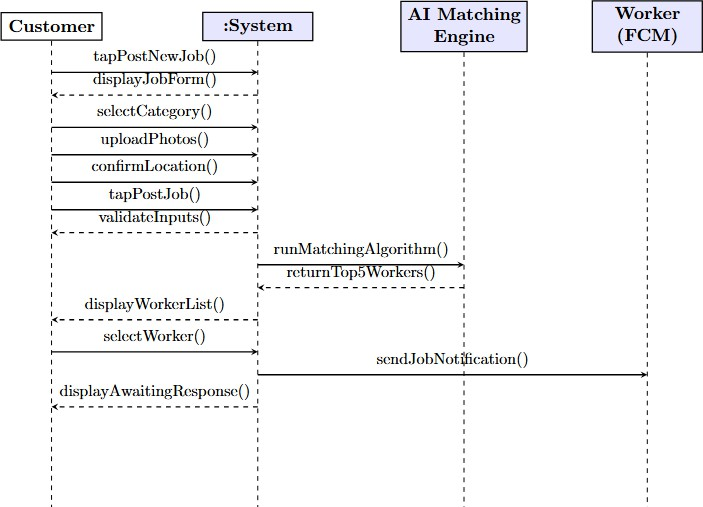 Customer
:System
AI Matching
Engine
Worker
(FCM)
tapPostNewJob()
displayJobForm()
selectCategory()
uploadPhotos()
confirmLocation()
tapPostJob()
validateInputs()
runMatchingAlgorithm()
returnTop5Workers()
displayWorkerList()
selectWorker()
sendJobNotification()
displayAwaitingResponse()